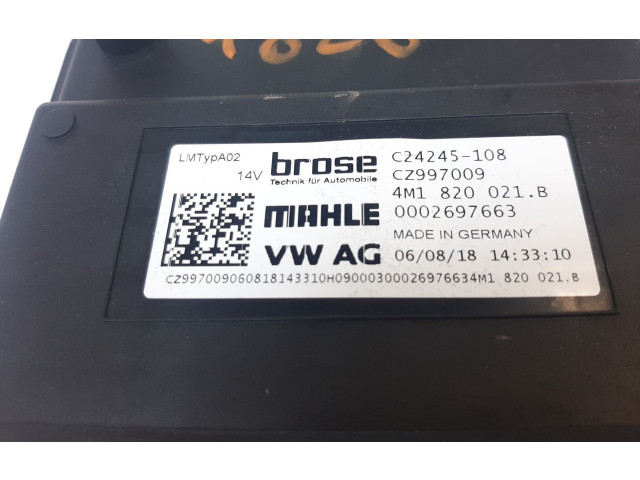 LMTypA02
14V
brose
Technik für Automobile
MAHLE
VW AG
C24245-108
CZ997009
4M1 820 021.B
0002697663
MADE IN GERMANY
06/08/18 14:33:10
CZ997009060818143310H09000300026976634M1 820 021.B